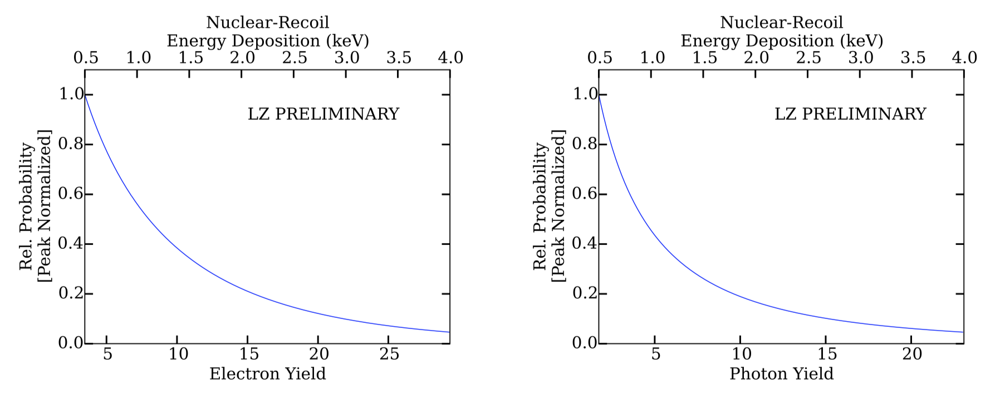 Nuclear-Recoil
Energy Deposition (keV)
0.5 1.0 1.5 2.0 2.5 3.0 3.5 4.0
LZ PRELIMINARY
Rel. Probability
[Peak Normalized]
1.0
0.8
0.6
0.4
0.2
0.0
5 10 15 20 25
Electron Yield
Nuclear-Recoil
Energy Deposition (keV)
0.5 1.0 1.5 2.0 2.5 3.0 3.5 4.0
LZ PRELIMINARY
Rel. Probability
[Peak Normalized]
1.0
0.8
0.6
0.4
0.2
0.0
5 10 15 20
Photon Yield